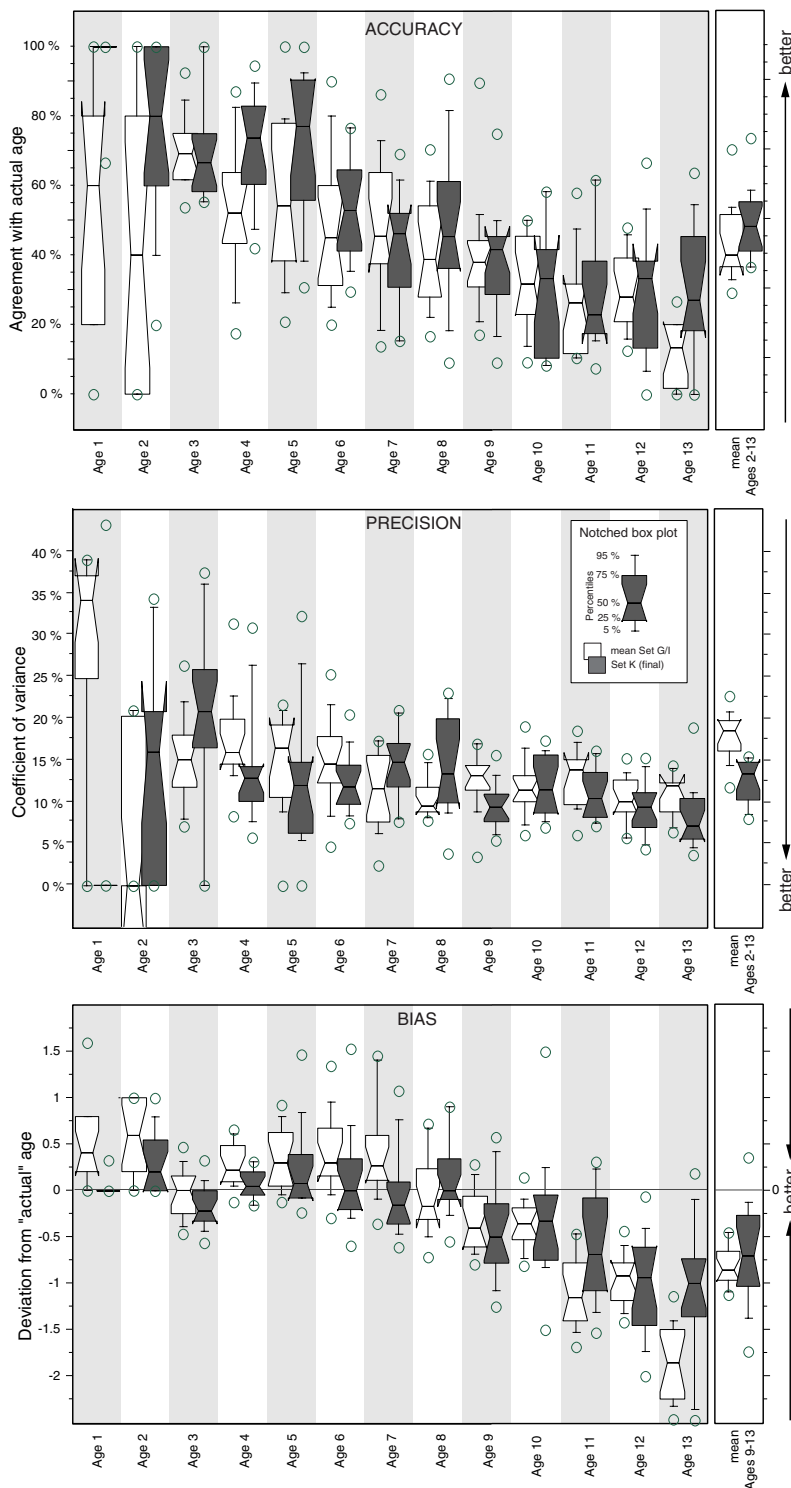 ACCURACY
better
Agreement with actual age
100 %
80 %
60 %
40 %
20 %
0 %
Age 1
Age 2
Age 3
Age 4
Age 5
Age 6
Age 7
Age 8
Age 9
Age 10
Age 11
Age 12
Age 13
mean
Ages 2-13
PRECISION
Coefficient of variance
40 %
35 %
30 %
25 %
20 %
15 %
10 %
5 %
0 %
Notched box plot
Percentiles
95 %
75 %
50 %
25 %
5 %
mean Set G/I
Set K (final)
better
Age 1
Age 2
Age 3
Age 4
Age 5
Age 6
Age 7
Age 8
Age 9
Age 10
Age 11
Age 12
Age 13
mean
Ages 2-13
BIAS
Deviation from "actual" age
1.5
1
0.5
0
-0.5
-1
-1.5
-2
0
better
Age 1
Age 2
Age 3
Age 4
Age 5
Age 6
Age 7
Age 8
Age 9
Age 10
Age 11
Age 12
Age 13
mean
Ages 9-13